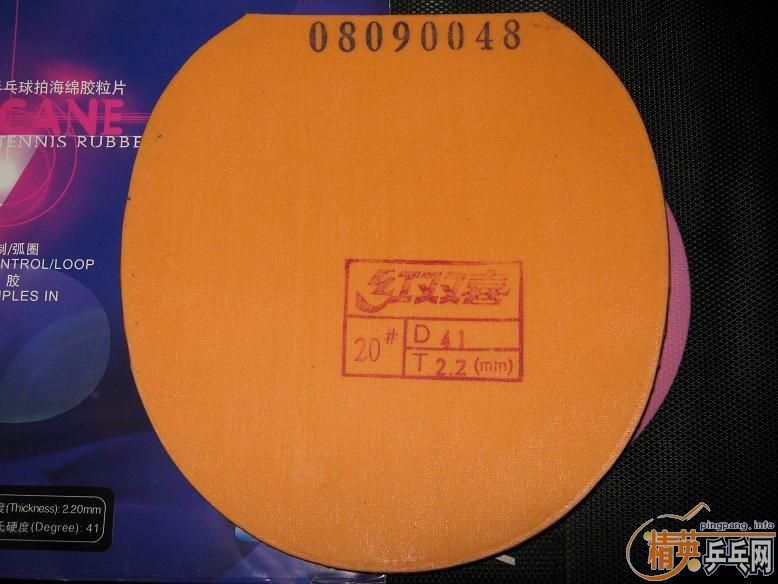 08090048
乓球拍海绵胶粒片
CANE
TENNIS RUBBE
制/弧圈
NTROL/LOOP
胶
PLES IN
红双喜
20# D 41
T 2.2 (mm)
度(Thickness): 2.20mm
氏硬度(Degree): 41
pingpang.info
精英乒乓网